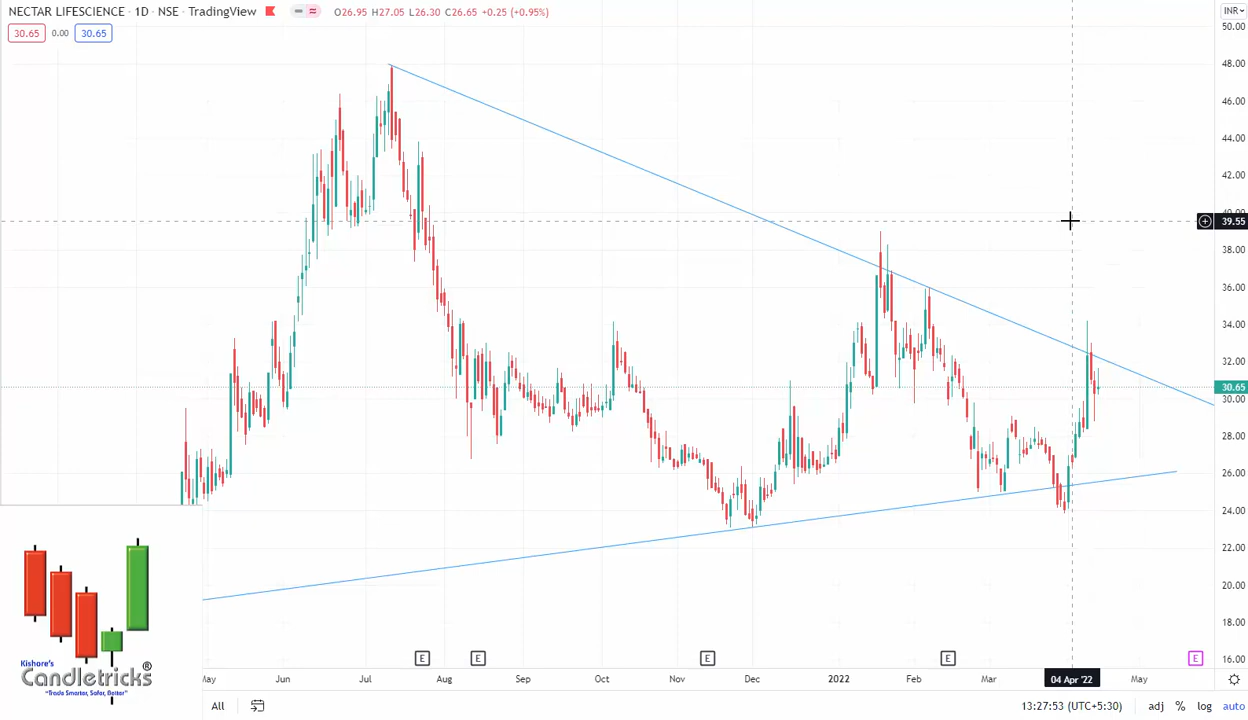 NECTAR LIFESCIENCE · 1D · NSE · TradingView O26.95 H27.05 L26.30 C26.65 +0.25 (+0.95%)
INR
30.65 0.00 30.65
50.00
48.00
46.00
44.00
42.00
40.00
39.55
38.00
36.00
34.00
32.00
30.65
30.00
28.00
26.00
24.00
22.00
20.00
18.00
16.00
Kishore's
Candletricks®
"Trade Smarter, Safer, Better"
E E E E E
May Jun Jul Aug Sep Oct Nov Dec 2022 Feb Mar 04 Apr '22 May
All 13:27:53 (UTC+5:30) adj % log auto